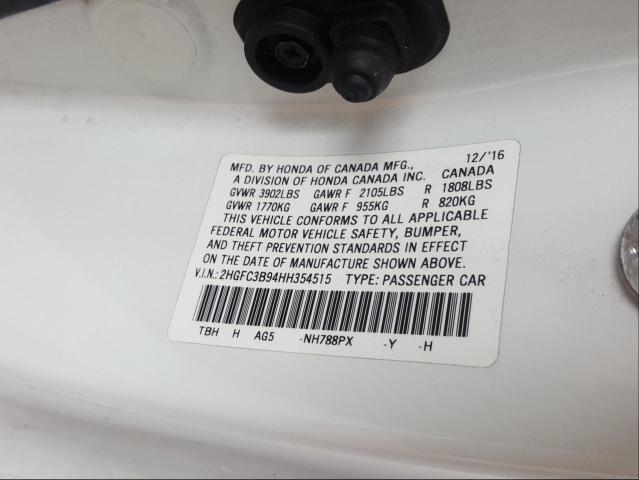 12/'16
MFD. BY HONDA OF CANADA MFG., CANADA
A DIVISION OF HONDA CANADA INC.
GVWR 3902LBS GAWR F 2105LBS R 1808LBS
GVWR 1770KG GAWR F 955KG R 820KG
THIS VEHICLE CONFORMS TO ALL APPLICABLE
FEDERAL MOTOR VEHICLE SAFETY, BUMPER,
AND THEFT PREVENTION STANDARDS IN EFFECT
ON THE DATE OF MANUFACTURE SHOWN ABOVE.
V.I.N.: 2HGFC3B94HH354515 TYPE: PASSENGER CAR
TBH H AG5 -NH788PX -Y -H